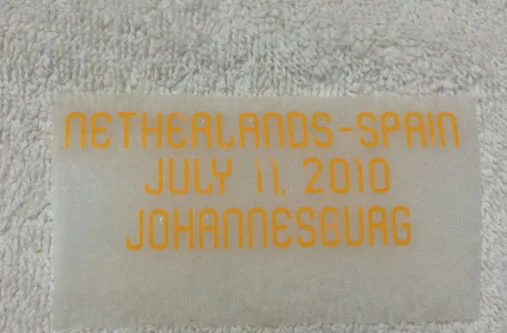 NETHERLANDS-SPAIN
JULY 11, 2010
JOHANNESBURG